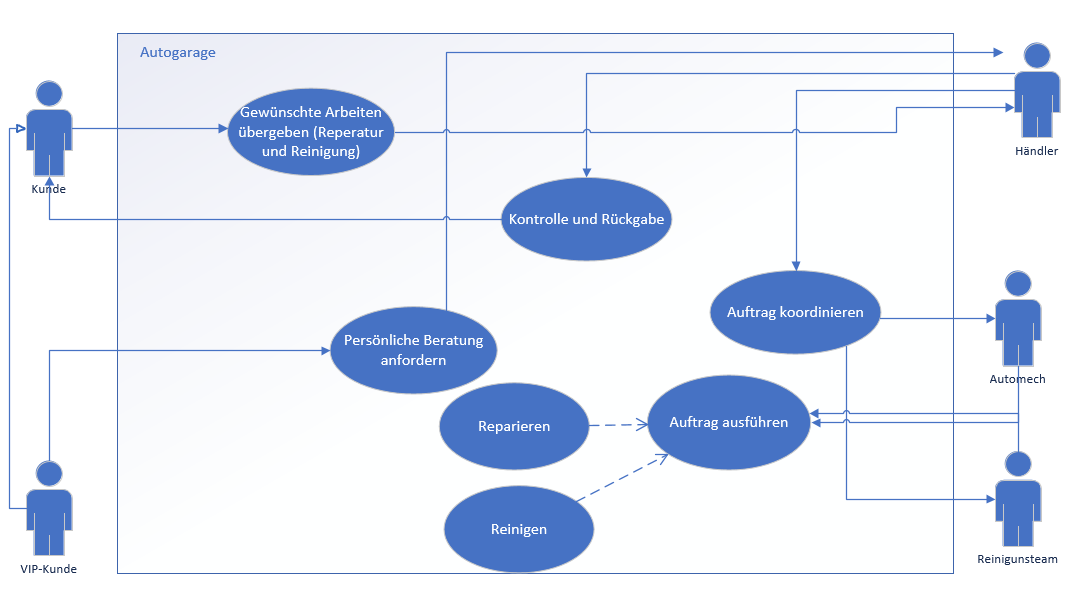 Autogarage
Gewünschte Arbeiten
übergeben (Reperatur
und Reinigung)
Händler
Kunde
Kontrolle und Rückgabe
Auftrag koordinieren
Persönliche Beratung
anfordern
Automech
Reparieren
Auftrag ausführen
Reinigen
VIP-Kunde
Reinigunsteam